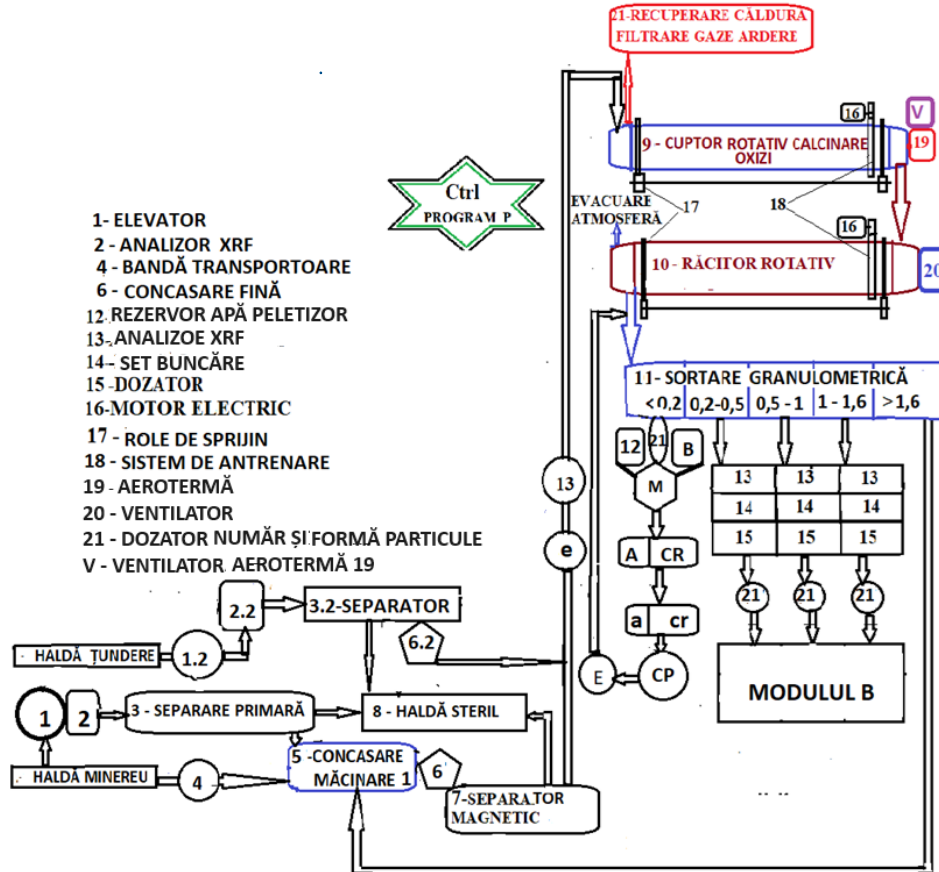 21-RECUPERARE CĂLDURA
FILTRARE GAZE ARDERE
16
V
9 - CUPTOR ROTATIV CALCINARE
OXIZI
19
Ctrl
PROGRAM P
EVACUARE
ATMOSFERĂ
17
18
16
10 - RĂCITOR ROTATIV
20
1- ELEVATOR
2 - ANALIZOR XRF
4 - BANDĂ TRANSPORTOARE
6 - CONCASARE FINĂ
12-REZERVOR APĂ PELETIZOR
13-ANALIZOE XRF
14 - SET BUNCĂRE
15 -DOZATOR
16-MOTOR ELECTRIC
17 - ROLE DE SPRIJIN
18 - SISTEM DE ANTRENARE
19 - AEROTERMĂ
20 - VENTILATOR
21 - DOZATOR NUMĂR ȘI FORMĂ PARTICULE
V - VENTILATOR AEROTERMĂ 19
11- SORTARE GRANULOMETRICĂ
<0,2 0,2-0,5 0,5 - 1 1 - 1,6 >1,6
12 21 B
M
13
e
A CR
a cr
E CP
13 13 13
14 14 14
15 15 15
21 21 21
MODULUL B
2.2
3.2-SEPARATOR
6.2
HALDĂ ȚUNDERE
1.2
1 2
3 - SEPARARE PRIMARĂ
8 - HALDĂ STERIL
HALDĂ MINEREU
4
5 -CONCASARE
MĂCINARE 1
6
7-SEPARATOR
MAGNETIC